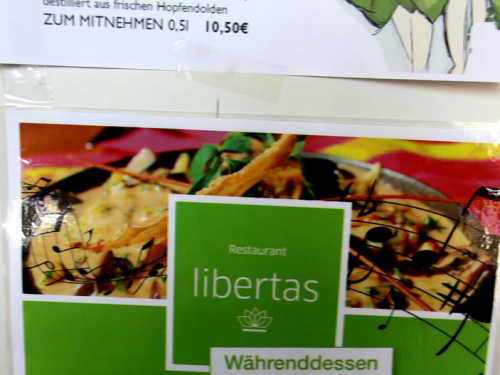 destilliert aus frischen Hopfendolden
ZUM MITNEHMEN 0,5l 10,50€
Restaurant
libertas
Währenddessen